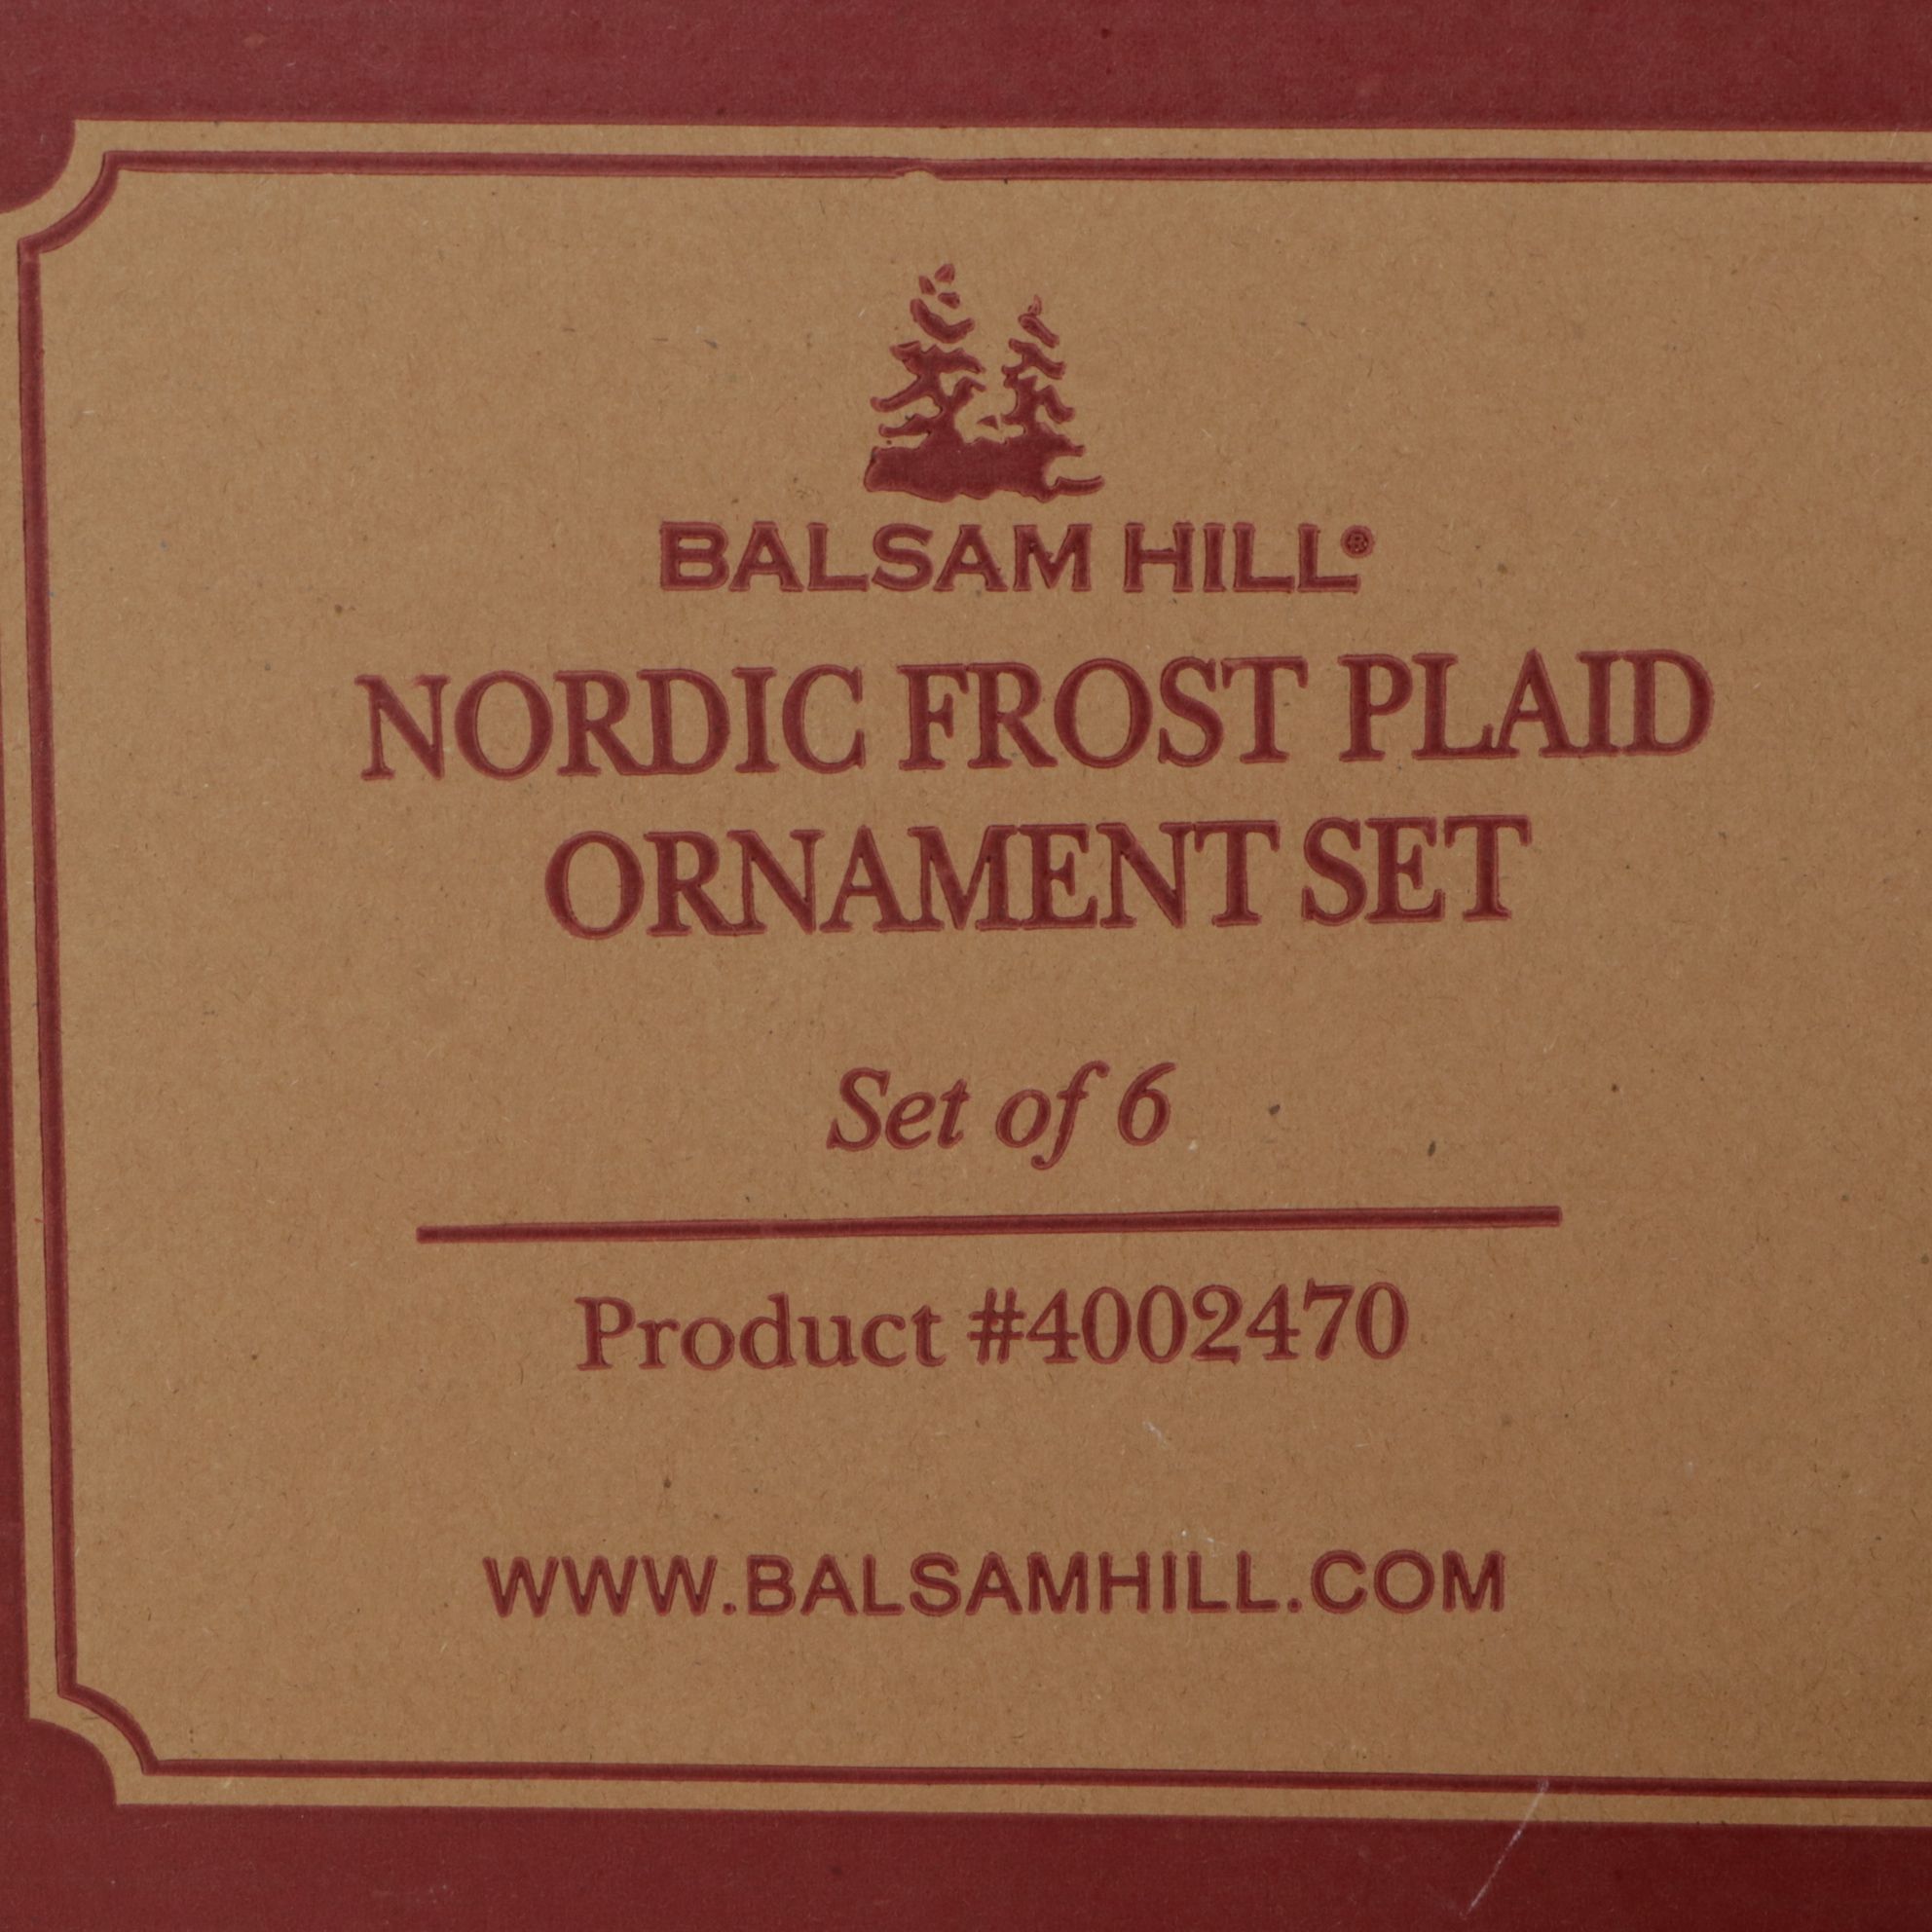 BALSAM HILL®
NORDIC FROST PLAID
ORNAMENT SET
Set of 6
Product #4002470
WWW.BALSAMHILL.COM